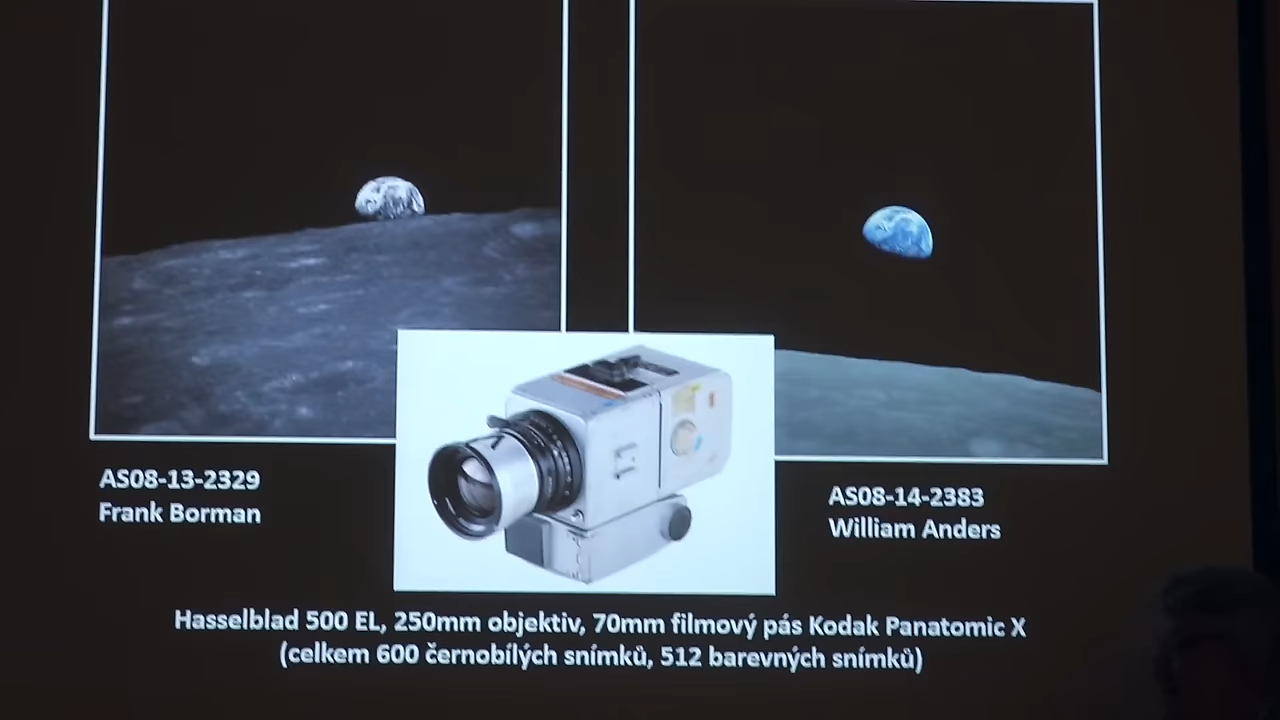 AS08-13-2329
Frank Borman
AS08-14-2383
William Anders
Hasselblad 500 EL, 250mm objektiv, 70mm filmový pás Kodak Panatomic X
(celkem 600 černobílých snímků, 512 barevných snímků)